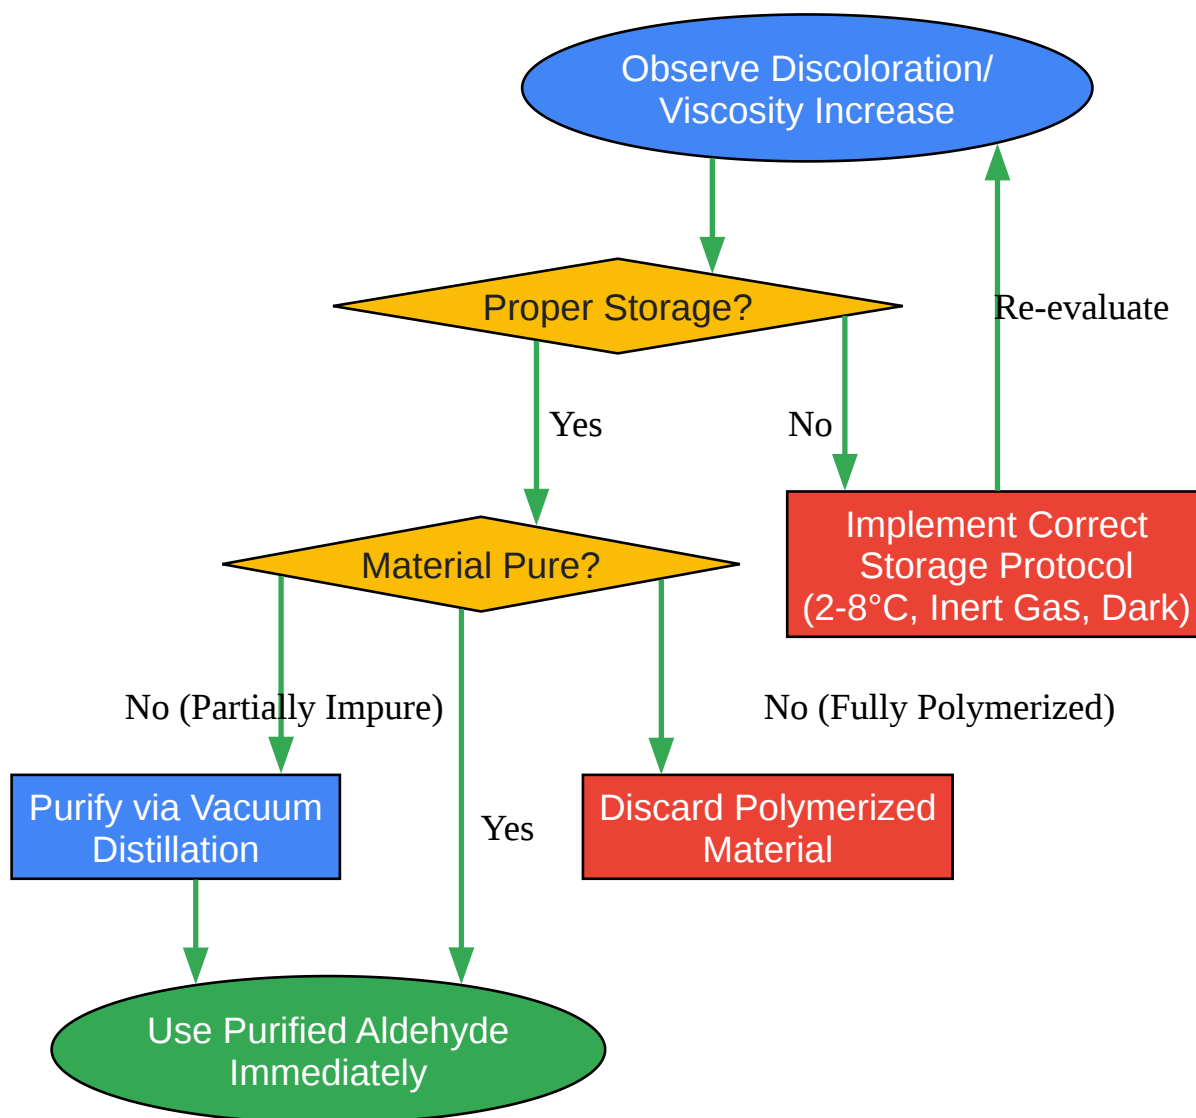 Observe Discoloration/
Viscosity Increase
Proper Storage?
Re-evaluate
Yes
No
Implement Correct
Storage Protocol
(2-8°C, Inert Gas, Dark)
Material Pure?
No (Partially Impure)
No (Fully Polymerized)
Purify via Vacuum
Distillation
Yes
Discard Polymerized
Material
Use Purified Aldehyde
Immediately